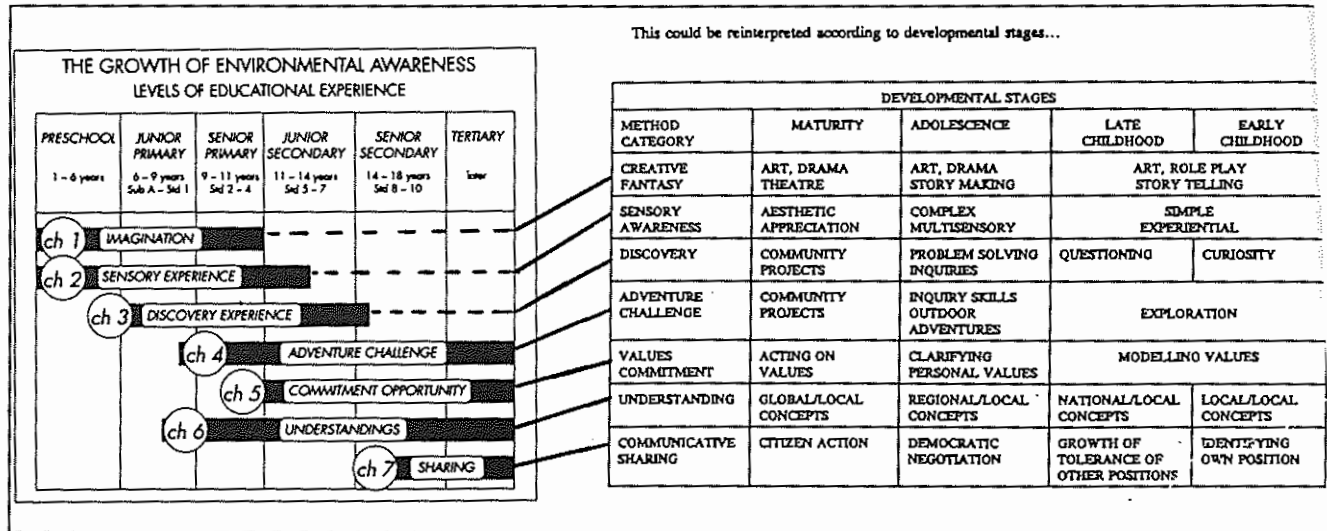 This could be reinterpreted according to developmental stages...
THE GROWTH OF ENVIRONMENTAL AWARENESS
LEVELS OF EDUCATIONAL EXPERIENCE
PRESCHOOL
1 – 6 years
JUNIOR
PRIMARY
6 – 9 years
Sub A – Std 1
SENIOR
PRIMARY
9 – 11 years
Std 2 – 4
JUNIOR
SECONDARY
11 – 14 years
Std 5 – 7
SENIOR
SECONDARY
14 – 18 years
Std 8 – 10
TERTIARY
later
ch 1 IMAGINATION
ch 2 SENSORY EXPERIENCE
ch 3 DISCOVERY EXPERIENCE
ch 4 ADVENTURE CHALLENGE
ch 5 COMMITMENT OPPORTUNITY
ch 6 UNDERSTANDINGS
ch 7 SHARING
DEVELOPMENTAL STAGES
METHOD
CATEGORY
MATURITY
ADOLESCENCE
LATE
CHILDHOOD
EARLY
CHILDHOOD
CREATIVE
FANTASY
ART, DRAMA
THEATRE
ART, DRAMA
STORY MAKING
ART, ROLE PLAY
STORY TELLING
SENSORY
AWARENESS
AESTHETIC
APPRECIATION
COMPLEX
MULTISENSORY
SIMPLE
EXPERIENTIAL
DISCOVERY
COMMUNITY
PROJECTS
PROBLEM SOLVING
INQUIRIES
QUESTIONING
CURIOSITY
ADVENTURE
CHALLENGE
COMMUNITY
PROJECTS
INQUIRY SKILLS
OUTDOOR
ADVENTURES
EXPLORATION
VALUES
COMMITMENT
ACTING ON
VALUES
CLARIFYING
PERSONAL VALUES
MODELLING VALUES
UNDERSTANDING
GLOBAL/LOCAL
CONCEPTS
REGIONAL/LOCAL
CONCEPTS
NATIONAL/LOCAL
CONCEPTS
LOCAL/LOCAL
CONCEPTS
COMMUNICATIVE
SHARING
CITIZEN ACTION
DEMOCRATIC
NEGOTIATION
GROWTH OF
TOLERANCE OF
OTHER POSITIONS
IDENTIFYING
OWN POSITION